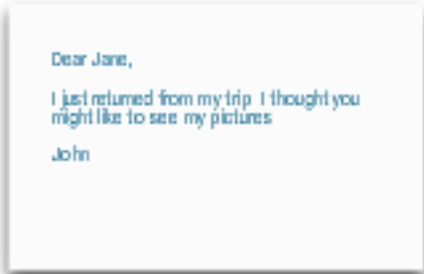 Dear Jane,
I just returned from my trip I thought you
might like to see my pictures
John